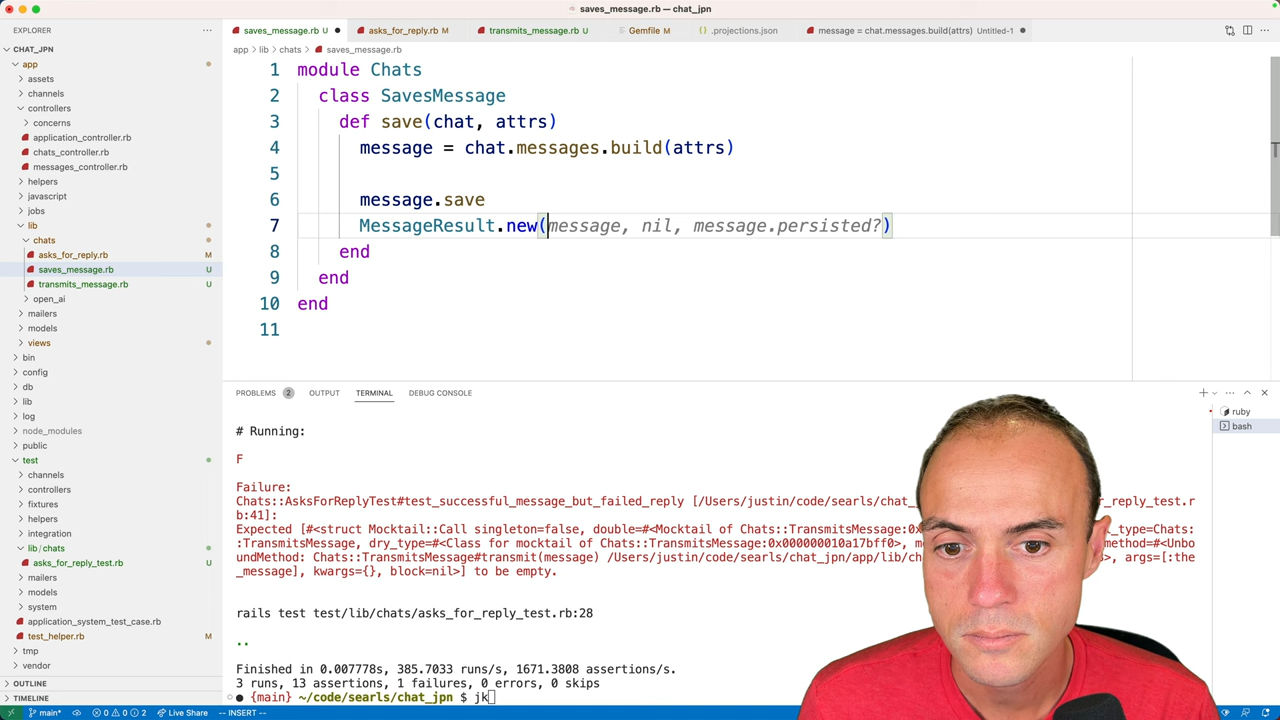 saves_message.rb — chat_jpn
EXPLORER
saves_message.rb U
asks_for_reply.rb M
transmits_message.rb U
Gemfile M
.projections.json
message = chat.messages.build(attrs) Untitled-1
CHAT_JPN
app
assets
channels
controllers
concerns
application_controller.rb
chats_controller.rb
messages_controller.rb
helpers
javascript
jobs
lib
chats
asks_for_reply.rb M
saves_message.rb U
transmits_message.rb U
open_ai
mailers
models
views
bin
config
db
lib
log
node_modules
public
test
channels
controllers
fixtures
helpers
integration
lib/chats
asks_for_reply_test.rb U
mailers
models
system
application_system_test_case.rb
test_helper.rb M
tmp
vendor
OUTLINE
TIMELINE
app > lib > chats > saves_message.rb
1 module Chats
2 class SavesMessage
3 def save(chat, attrs)
4 message = chat.messages.build(attrs)
5
6 message.save
7 MessageResult.new(message, nil, message.persisted?)
8 end
9 end
10 end
11
PROBLEMS 2 OUTPUT TERMINAL DEBUG CONSOLE
ruby
bash
# Running:
F
Failure:
Chats::AsksForReplyTest#test_successful_message_but_failed_reply [/Users/justin/code/searls/chat_ or_reply_test.r
b:41]:
Expected [#<struct Mocktail::Call singleton=false, double=#<Mocktail of Chats::TransmitsMessage:0x _type=Chats:
:TransmitsMessage, dry_type=#<Class for mocktail of Chats::TransmitsMessage:0x000000010a17bff0>, me method=#<Unbo
undMethod: Chats::TransmitsMessage#transmit(message) /Users/justin/code/searls/chat_jpn/app/lib/ch s>, args=[:the
_message], kwargs={}, block=nil>] to be empty.
rails test test/lib/chats/asks_for_reply_test.rb:28
..
Finished in 0.007778s, 385.7033 runs/s, 1671.3808 assertions/s.
3 runs, 13 assertions, 1 failures, 0 errors, 0 skips
{main} ~/code/searls/chat_jpn $ jk
main* 0 0 2 Live Share -- INSERT --